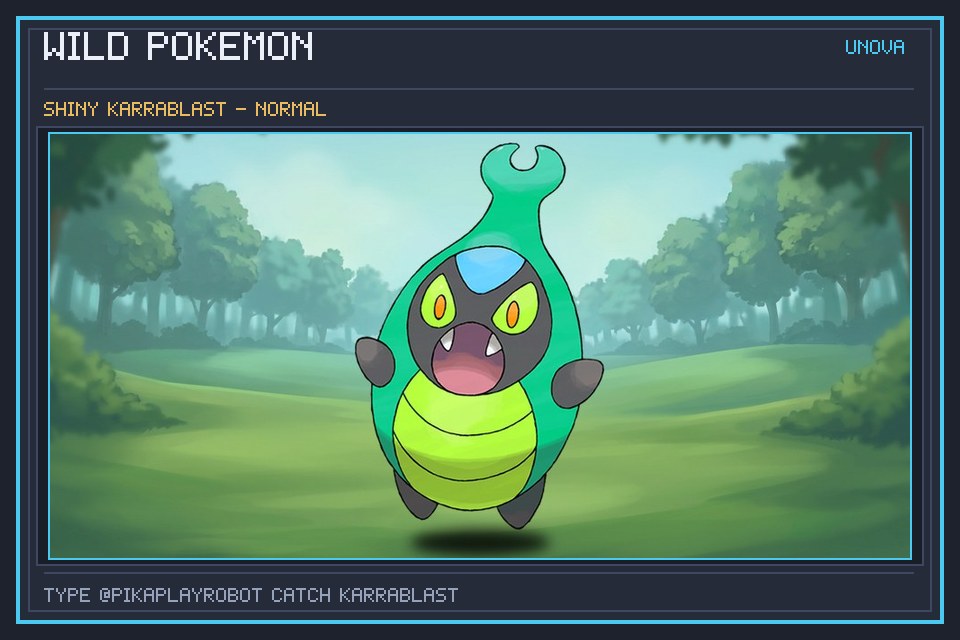 WILD POKEMON
UNOVA
SHINY KARRABLAST - NORMAL
TYPE @PIKAPLAYROBOT CATCH KARRABLAST